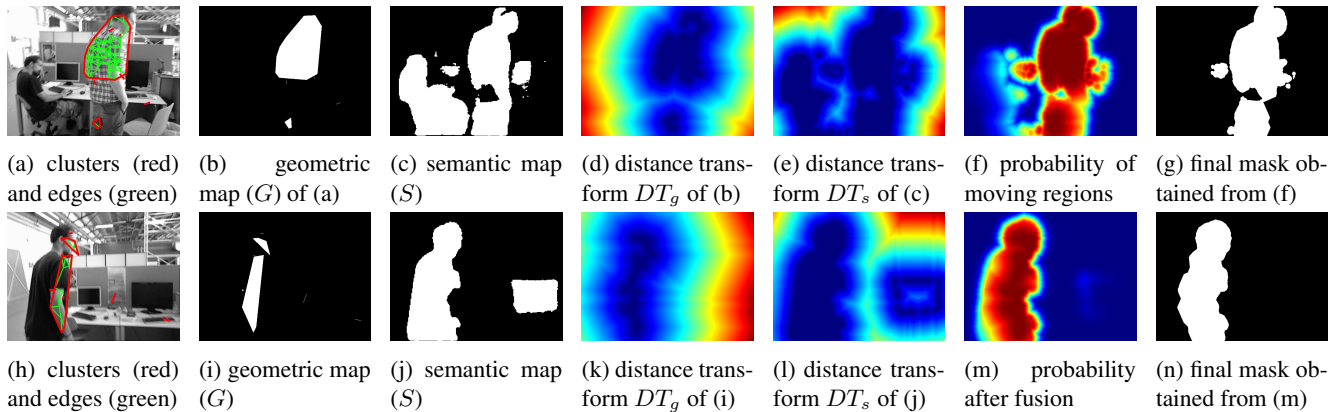 (a) clusters (red)
and edges (green)
(b) geometric
map (G) of (a)
(c) semantic map
(S)
(d) distance trans-
form DTg of (b)
(e) distance trans-
form DTs of (c)
(f) probability of
moving regions
(g) final mask ob-
tained from (f)
(h) clusters (red)
and edges (green)
(i) geometric map
(G)
(j) semantic map
(S)
(k) distance trans-
form DTg of (i)
(l) distance trans-
form DTs of (j)
(m) probability
after fusion
(n) final mask ob-
tained from (m)